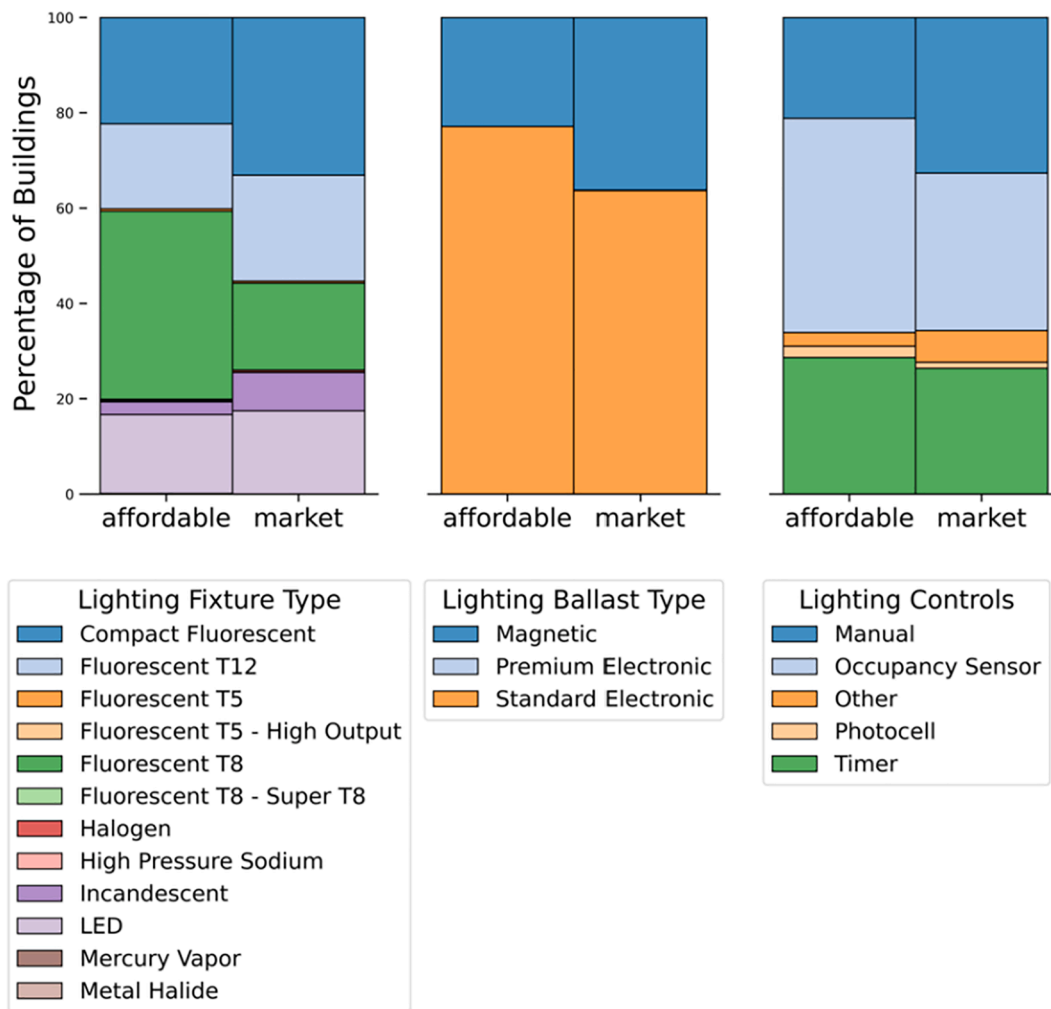 Percentage of Buildings
100
80
60
40
20
0
affordable market
affordable market
affordable market
Lighting Fixture Type
Compact Fluorescent
Fluorescent T12
Fluorescent T5
Fluorescent T5 - High Output
Fluorescent T8
Fluorescent T8 - Super T8
Halogen
High Pressure Sodium
Incandescent
LED
Mercury Vapor
Metal Halide
Lighting Ballast Type
Magnetic
Premium Electronic
Standard Electronic
Lighting Controls
Manual
Occupancy Sensor
Other
Photocell
Timer